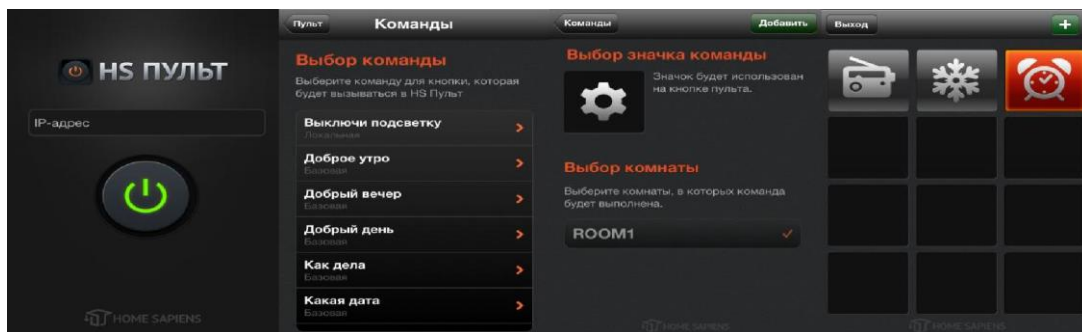 HS ПУЛЬТ
IP-адрес
HOME SAPIENS
Пульт
Команды
Выбор команды
Выберите команду для кнопки, которая
будет вызываться в HS Пульт
Выключи подсветку
Локальная
Доброе утро
Базовая
Добрый вечер
Базовая
Добрый день
Базовая
Как дела
Базовая
Какая дата
Базовая
Команды
Добавить
Выбор значка команды
Значок будет использован
на кнопке пульта.
Выбор комнаты
Выберите комнаты, в которых команда
будет выполнена.
ROOM1
HOME SAPIENS
Выход
+
HOME SAPIENS